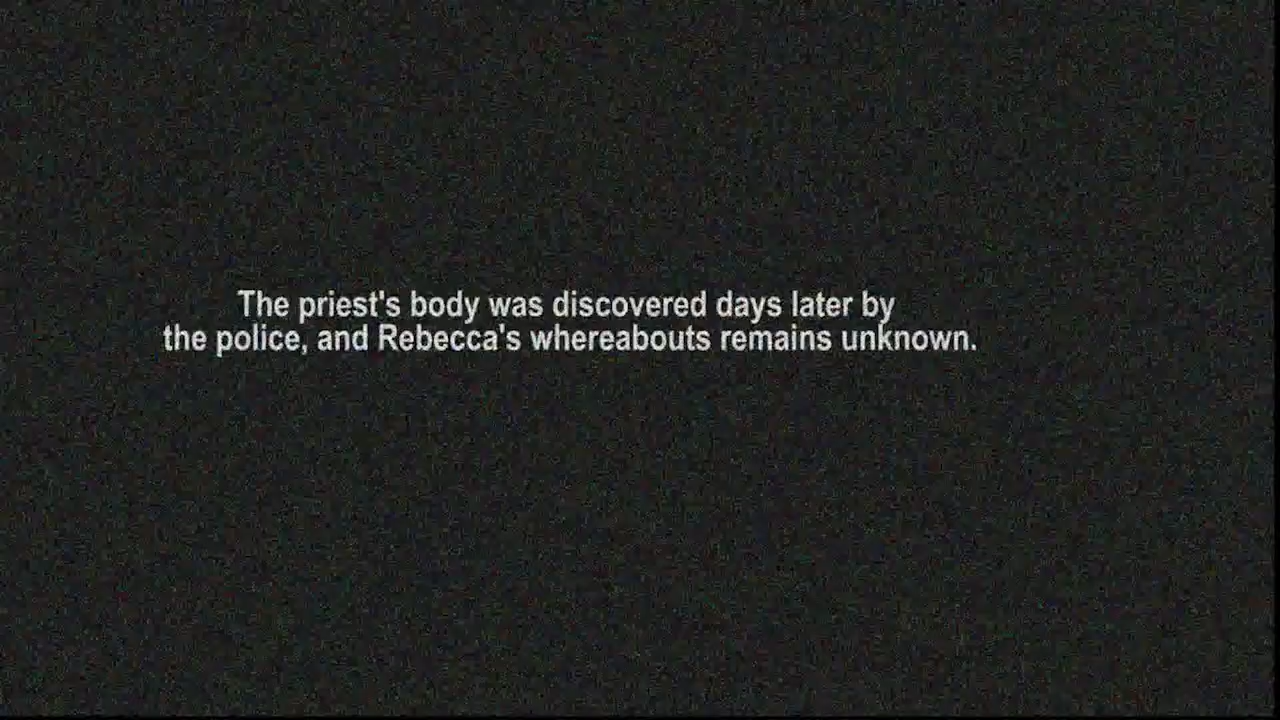 The priest's body was discovered days later by
the police, and Rebecca's whereabouts remains unknown.